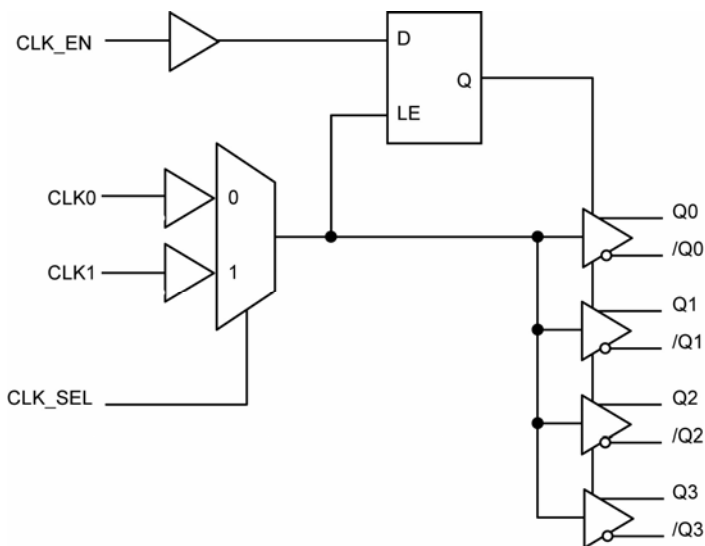 CLK_EN
D
Q
LE
CLK0
0
CLK1
1
CLK_SEL
Q0
/Q0
Q1
/Q1
Q2
/Q2
Q3
/Q3